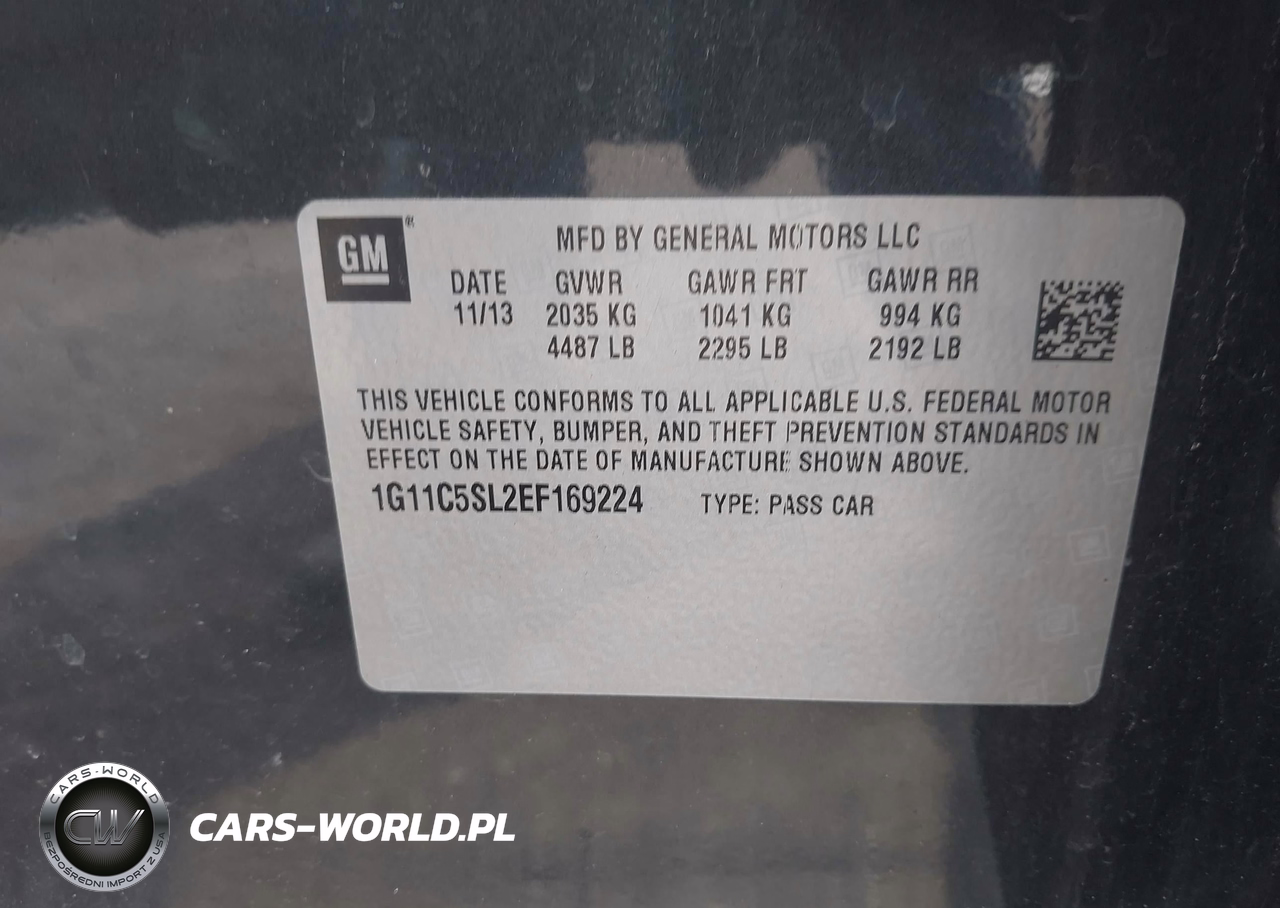 GM ®
MFD BY GENERAL MOTORS LLC
DATE GVWR GAWR FRT GAWR RR
11/13 2035 KG 1041 KG 994 KG
4487 LB 2295 LB 2192 LB
THIS VEHICLE CONFORMS TO ALL APPLICABLE U.S. FEDERAL MOTOR
VEHICLE SAFETY, BUMPER, AND THEFT PREVENTION STANDARDS IN
EFFECT ON THE DATE OF MANUFACTURE SHOWN ABOVE.
1G11C5SL2EF169224 TYPE: PASS CAR
CARS-WORLD
CW
BEZPOŚREDNI IMPORT Z USA
CARS-WORLD.PL